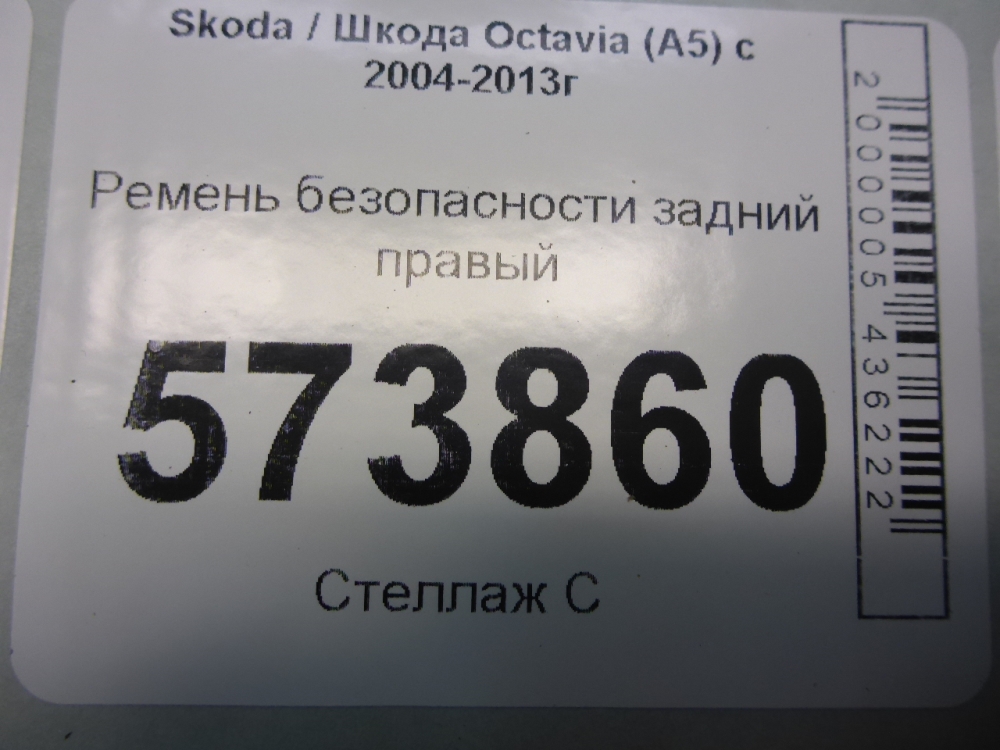 Skoda / Шкода Octavia (A5) с
2004-2013г
Ремень безопасности задний
правый
573860
Стеллаж С
2000005436222